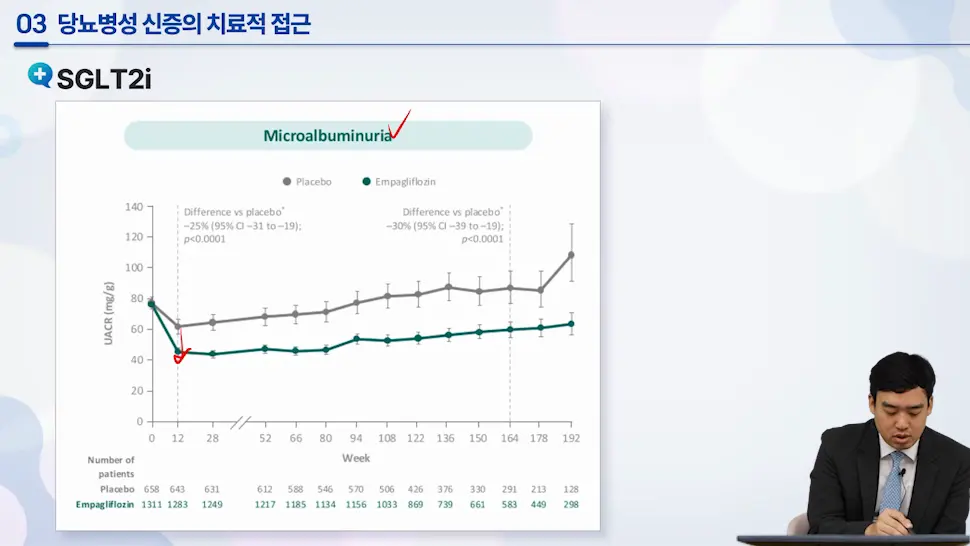 03 당뇨병성 신증의 치료적 접근
SGLT2i
Microalbuminuria
Placebo Empagliflozin
Difference vs placebo*
–25% (95% CI –31 to –19);
p<0.0001
Difference vs placebo*
–30% (95% CI –39 to –19);
p<0.0001
UACR (mg/g)
140
120
100
80
60
40
20
0
0 12 28 52 66 80 94 108 122 136 150 164 178 192
Week
Number of
patients
Placebo 658 643 631 612 588 546 570 506 426 376 330 291 213 128
Empagliflozin 1311 1283 1249 1217 1185 1134 1156 1033 869 739 661 583 449 298